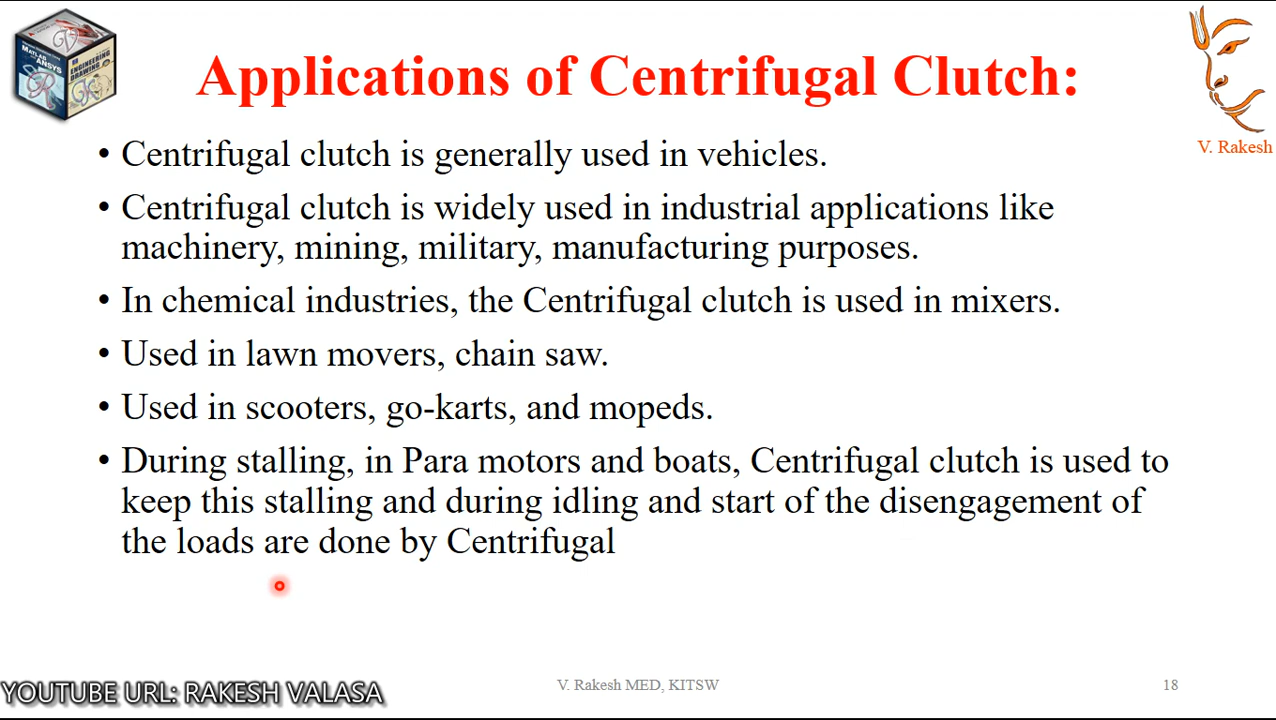 Applications of Centrifugal Clutch:
V. Rakesh
MATLAB
ANSYS
ENGINEERING
DRAWING
• Centrifugal clutch is generally used in vehicles.
• Centrifugal clutch is widely used in industrial applications like
machinery, mining, military, manufacturing purposes.
• In chemical industries, the Centrifugal clutch is used in mixers.
• Used in lawn movers, chain saw.
• Used in scooters, go-karts, and mopeds.
• During stalling, in Para motors and boats, Centrifugal clutch is used to
keep this stalling and during idling and start of the disengagement of
the loads are done by Centrifugal
YOUTUBE URL: RAKESH VALASA
V. Rakesh MED, KITSW
18